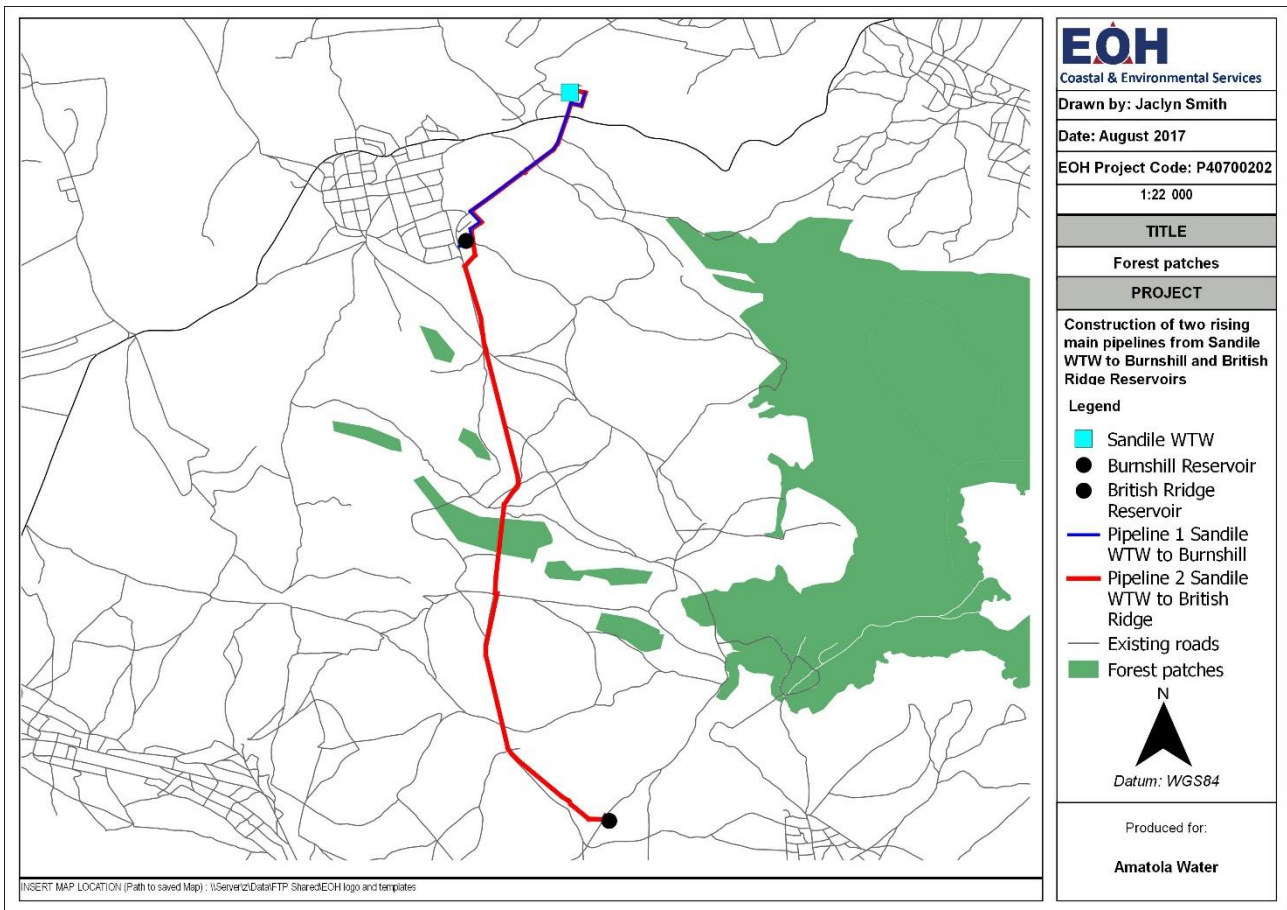 EOH
Coastal & Environmental Services
Drawn by: Jaclyn Smith
Date: August 2017
EOH Project Code: P40700202
1:22 000
TITLE
Forest patches
PROJECT
Construction of two rising
main pipelines from Sandile
WTW to Burnshill and British
Ridge Reservoirs
Legend
Sandile WTW
Burnshill Reservoir
British Rridge
Reservoir
Pipeline 1 Sandile
WTW to Burnshill
Pipeline 2 Sandile
WTW to British
Ridge
Existing roads
Forest patches
N
Datum: WGS84
Produced for:
Amatola Water
INSERT MAP LOCATION (Path to saved Map) : \\Server\z\Data\FTP Shared\EOH logo and templates